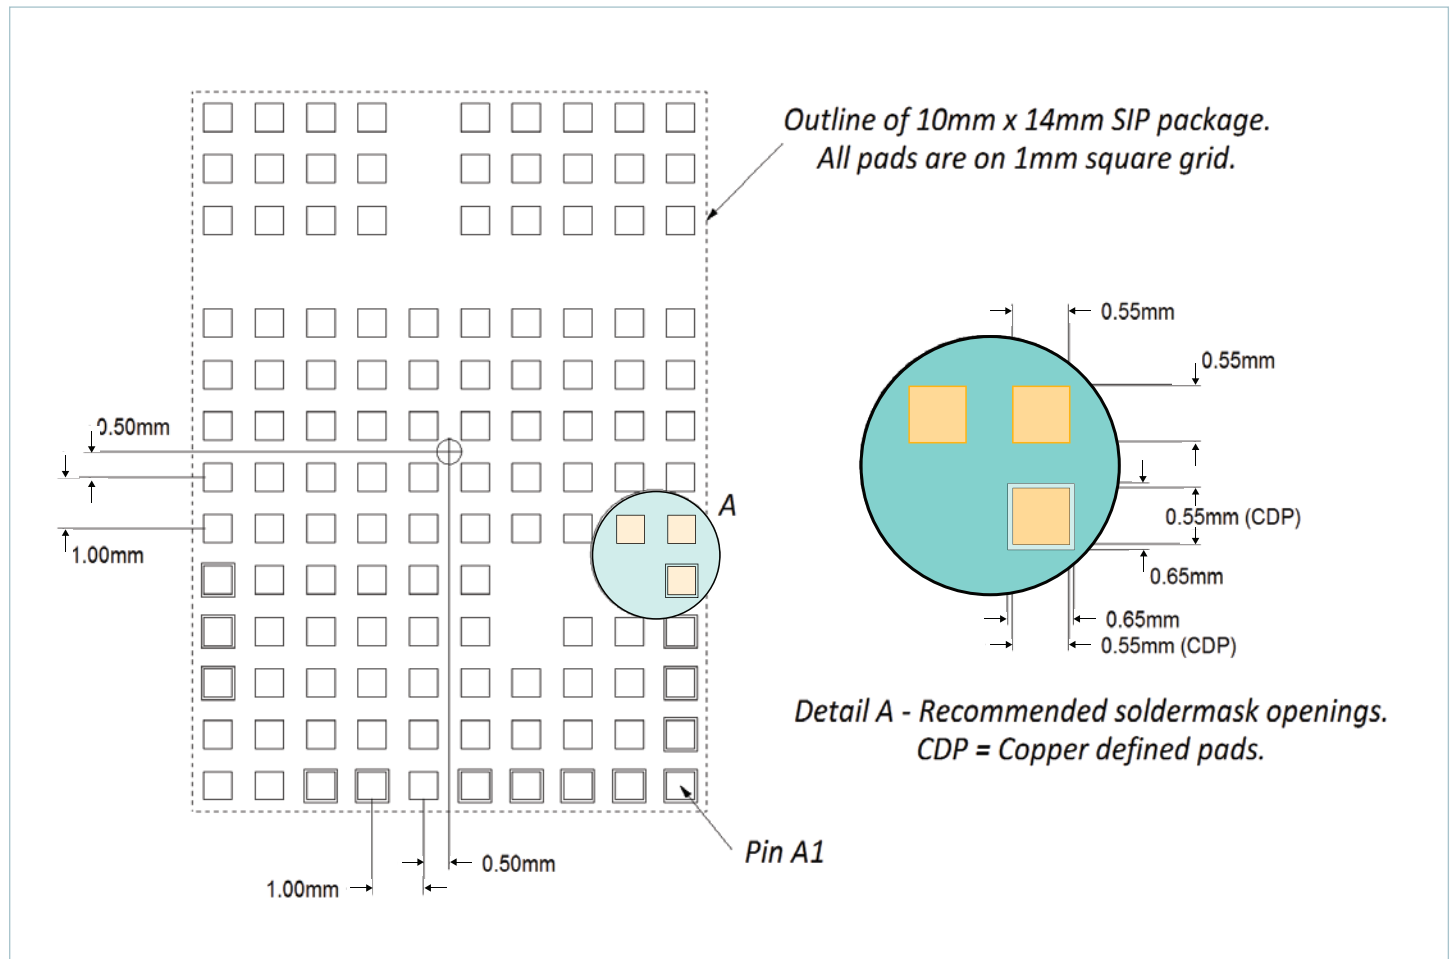 Outline of 10mm x 14mm SIP package.
All pads are on 1mm square grid.
0.55mm
0.55mm
0.50mm
A
0.55mm (CDP)
1.00mm
0.65mm
0.65mm
0.55mm (CDP)
Detail A - Recommended soldermask openings.
CDP = Copper defined pads.
Pin A1
0.50mm
1.00mm